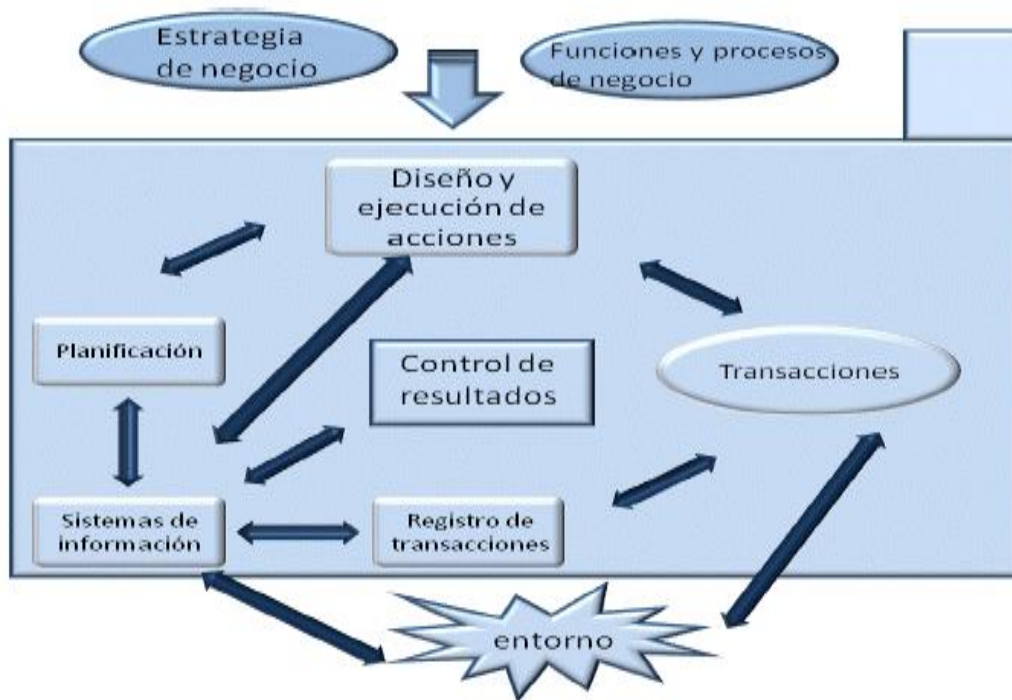 Estrategia
de negocio
Funciones y procesos
de negocio
Diseño y
ejecución de
acciones
Planificación
Control de
resultados
Transacciones
Sistemas de
información
Registro de
transacciones
entorno